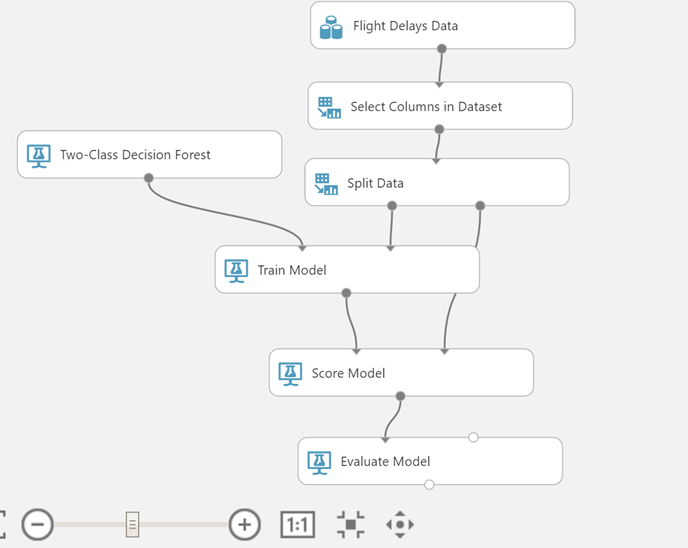 Flight Delays Data
Select Columns in Dataset
Two-Class Decision Forest
Split Data
Train Model
Score Model
Evaluate Model
1:1